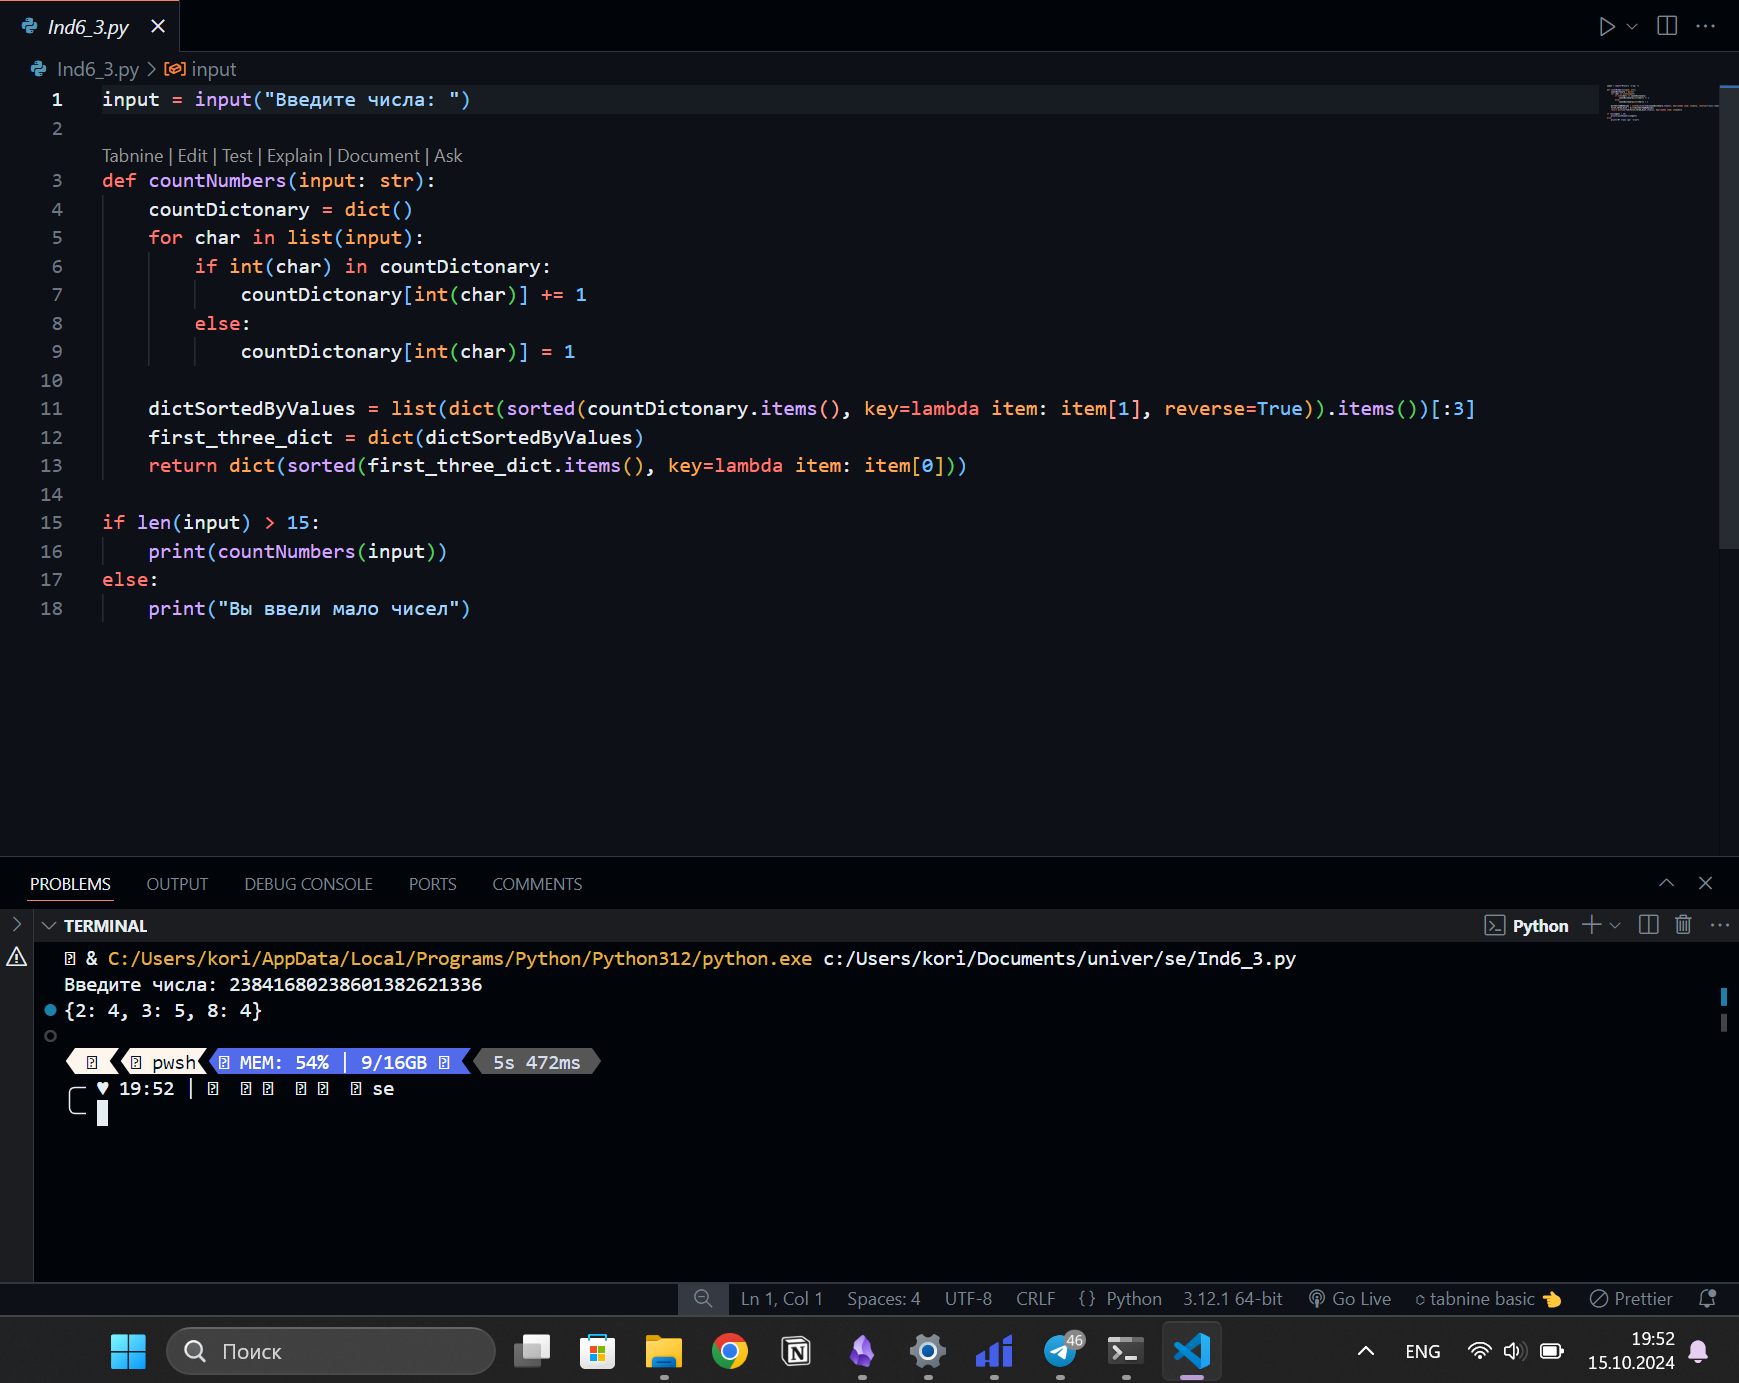 Ind6_3.py
Ind6_3.py > input
1 input = input("Введите числа: ")
2
Tabnine | Edit | Test | Explain | Document | Ask
3 def countNumbers(input: str):
4     countDictonary = dict()
5     for char in list(input):
6         if int(char) in countDictonary:
7             countDictonary[int(char)] += 1
8         else:
9             countDictonary[int(char)] = 1
10
11     dictSortedByValues = list(dict(sorted(countDictonary.items(), key=lambda item: item[1], reverse=True)).items())[:3]
12     first_three_dict = dict(dictSortedByValues)
13     return dict(sorted(first_three_dict.items(), key=lambda item: item[0]))
14
15 if len(input) > 15:
16     print(countNumbers(input))
17 else:
18     print("Вы ввели мало чисел")
PROBLEMS OUTPUT DEBUG CONSOLE PORTS COMMENTS
TERMINAL Python
& C:/Users/kori/AppData/Local/Programs/Python/Python312/python.exe c:/Users/kori/Documents/univer/se/Ind6_3.py
Введите числа: 23841680238601382621336
{2: 4, 3: 5, 8: 4}
pwsh MEM: 54% | 9/16GB 5s 472ms
♥ 19:52 | se
Ln 1, Col 1 Spaces: 4 UTF-8 CRLF {} Python 3.12.1 64-bit Go Live tabnine basic Prettier
Поиск 46 ENG 19:52
15.10.2024